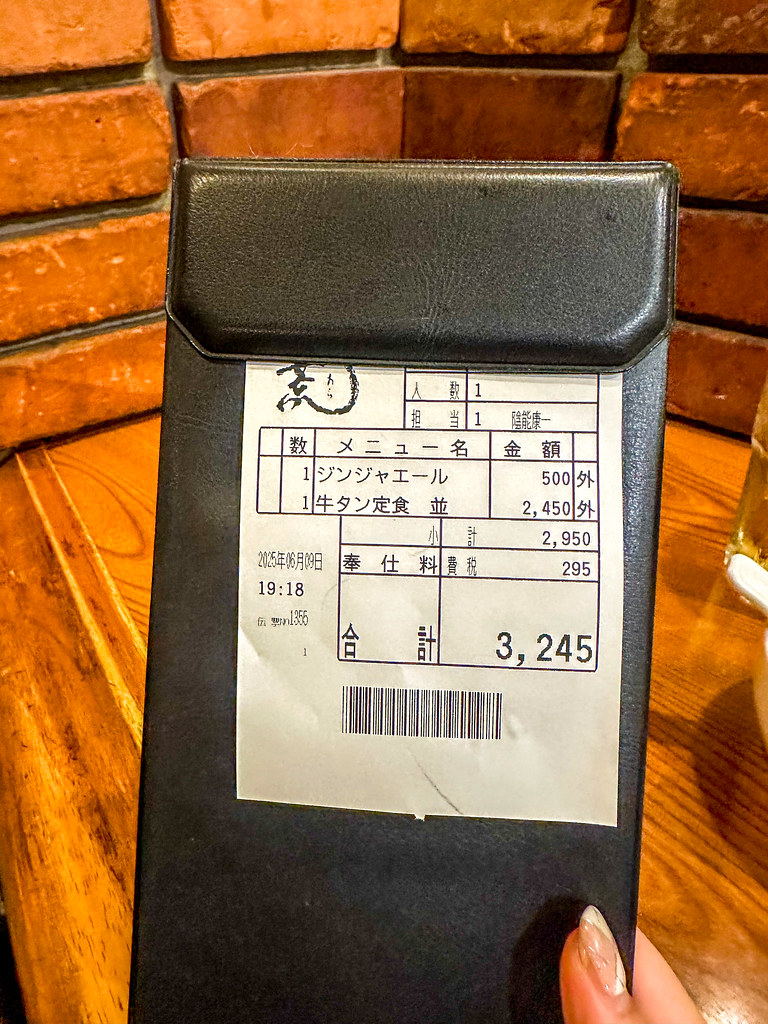 人 数 1
担 当 1
数 メニュー名 金 額
1 ジンジャエール 500 外
1 牛タン定食 並 2,450 外
小 計 2,950
2025年06月09日
奉 仕 料 費 税 295
19:18
1355
1
合 計 3,245